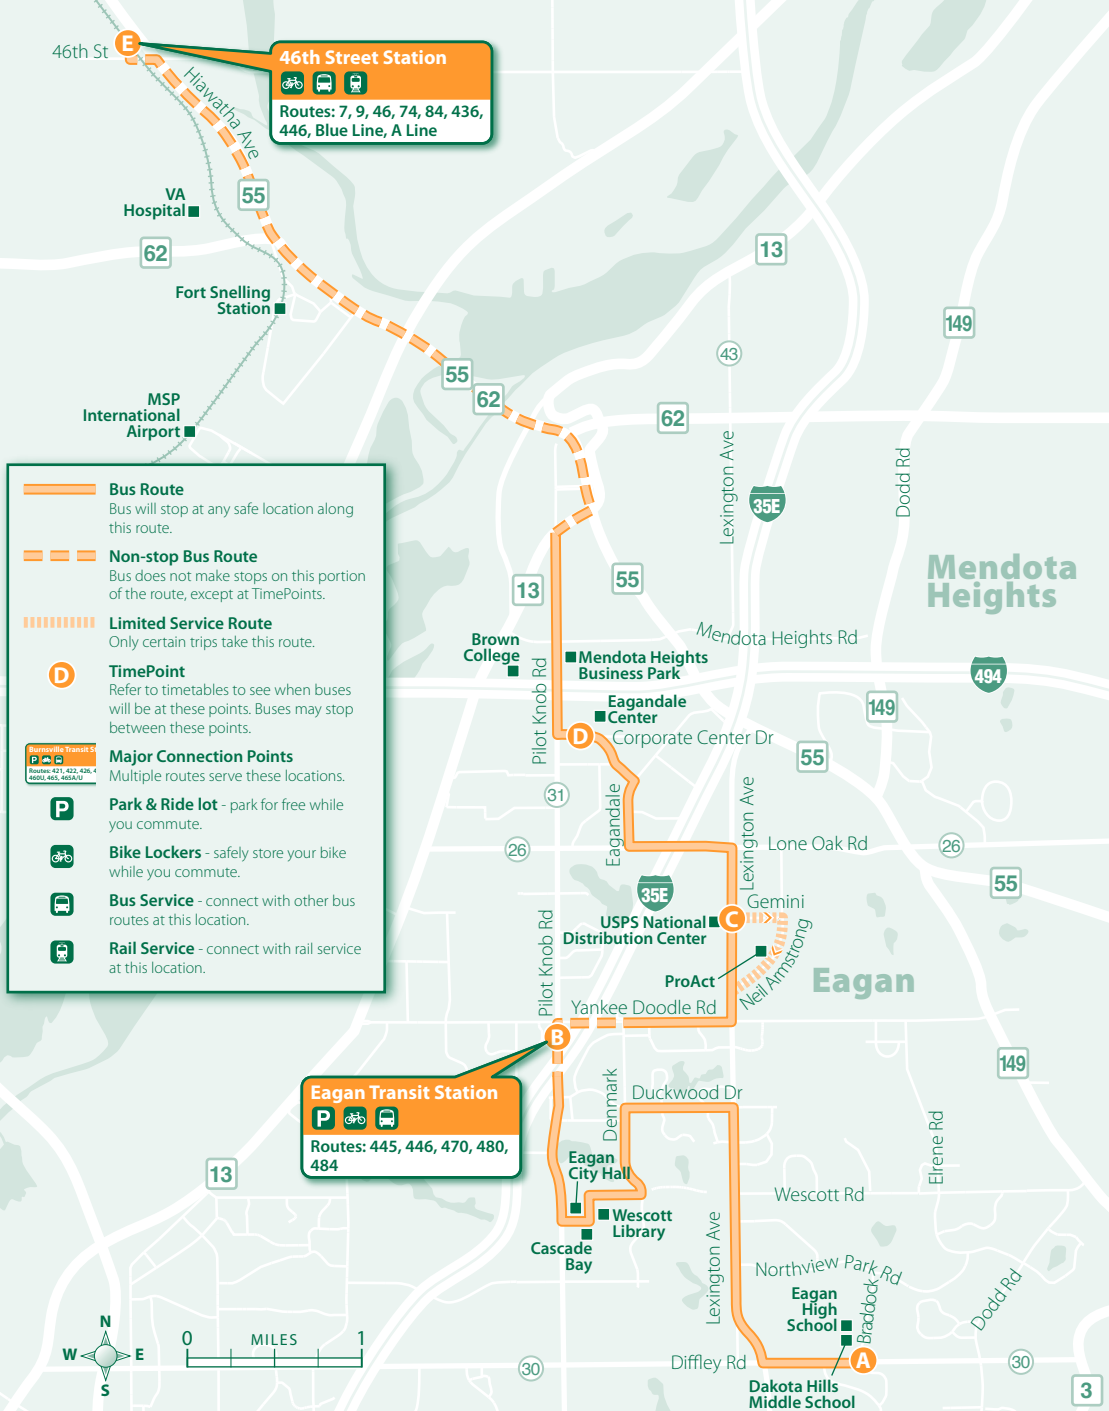 46th St
E
46th Street Station
Routes: 7, 9, 46, 74, 84, 436,
446, Blue Line, A Line
Hiawatha Ave
55
VA
Hospital
62
13
Fort Snelling
Station
149
43
55
62
62
MSP
International
Airport
Lexington Ave
Dodd Rd
35E
Bus Route
Bus will stop at any safe location along
this route.
Non-stop Bus Route
Bus does not make stops on this portion
of the route, except at TimePoints.
Limited Service Route
Only certain trips take this route.
D
TimePoint
Refer to timetables to see when buses
will be at these points. Buses may stop
between these points.
Burnsville Transit St
P
Routes: 421, 422, 426, 4
460U, 465, 465A/U
Major Connection Points
Multiple routes serve these locations.
P
Park & Ride lot - park for free while
you commute.
Bike Lockers - safely store your bike
while you commute.
Bus Service - connect with other bus
routes at this location.
Rail Service - connect with rail service
at this location.
Mendota
Heights
13
55
Mendota Heights Rd
Brown
College
Mendota Heights
Business Park
494
Pilot Knob Rd
Eagandale
Center
149
D
Corporate Center Dr
55
31
Eagandale
Lexington Ave
26
Lone Oak Rd
26
55
35E
Gemini
USPS National
Distribution Center
C
ProAct
Neil Armstrong
Eagan
Pilot Knob Rd
Yankee Doodle Rd
B
149
Eagan Transit Station
P
Routes: 445, 446, 470, 480,
484
Denmark
Duckwood Dr
Elrene Rd
13
Eagan
City Hall
Wescott Rd
Wescott
Library
Cascade
Bay
Lexington Ave
Northview Park Rd
Eagan
High
School
Braddock
Dodd Rd
N
W
E
S
0
MILES
1
30
Diffley Rd
A
30
Dakota Hills
Middle School
3